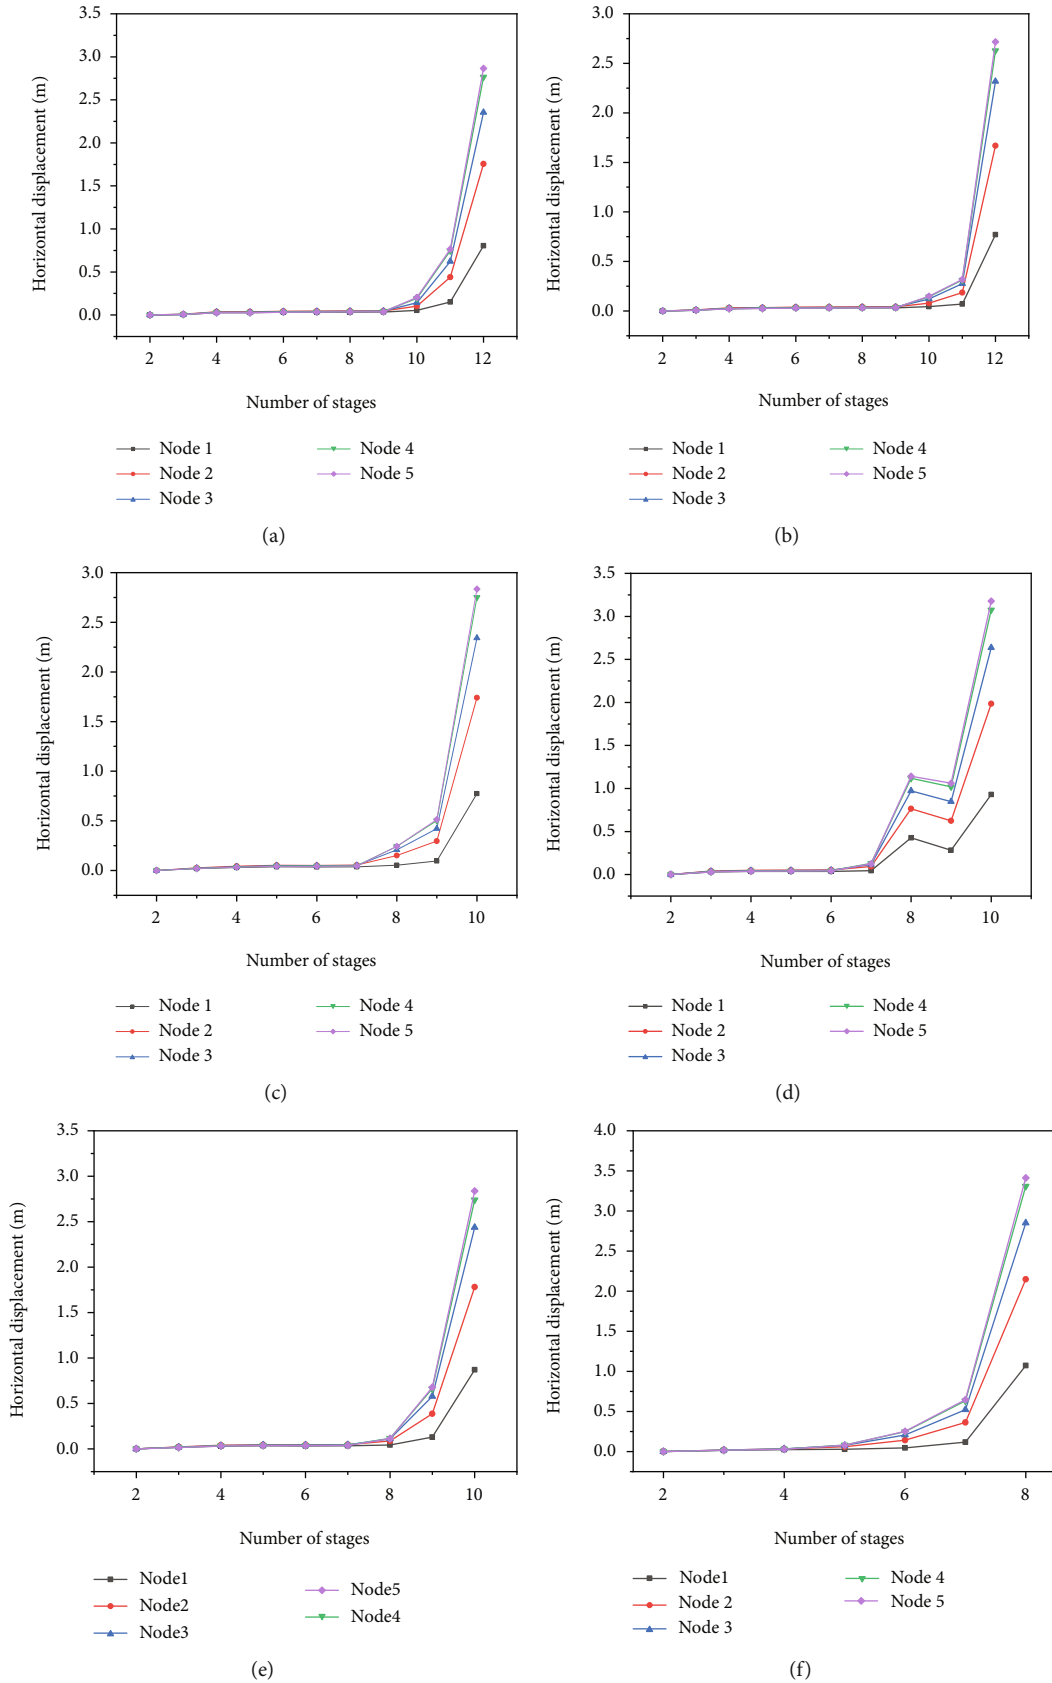 3.5
3.0
2.5
2.0
1.5
1.0
0.5
0.0
Horizontal displacement (m)
2 4 6 8 10 12
Number of stages
Node 1
Node 2
Node 3
Node 4
Node 5
(a)
3.0
2.5
2.0
1.5
1.0
0.5
0.0
Horizontal displacement (m)
2 4 6 8 10 12
Number of stages
Node 1
Node 2
Node 3
Node 4
Node 5
(b)
3.0
2.5
2.0
1.5
1.0
0.5
0.0
Horizontal displacement (m)
2 4 6 8 10
Number of stages
Node 1
Node 2
Node 3
Node 4
Node 5
(c)
3.5
3.0
2.5
2.0
1.5
1.0
0.5
0.0
Horizontal displacement (m)
2 4 6 8 10
Number of stages
Node 1
Node 2
Node 3
Node 4
Node 5
(d)
3.5
3.0
2.5
2.0
1.5
1.0
0.5
0.0
Horizontal displacement (m)
2 4 6 8 10
Number of stages
Node1
Node2
Node3
Node5
Node4
(e)
4.0
3.5
3.0
2.5
2.0
1.5
1.0
0.5
0.0
Horizontal displacement (m)
2 4 6 8
Number of stages
Node1
Node 2
Node 3
Node 4
Node 5
(f)